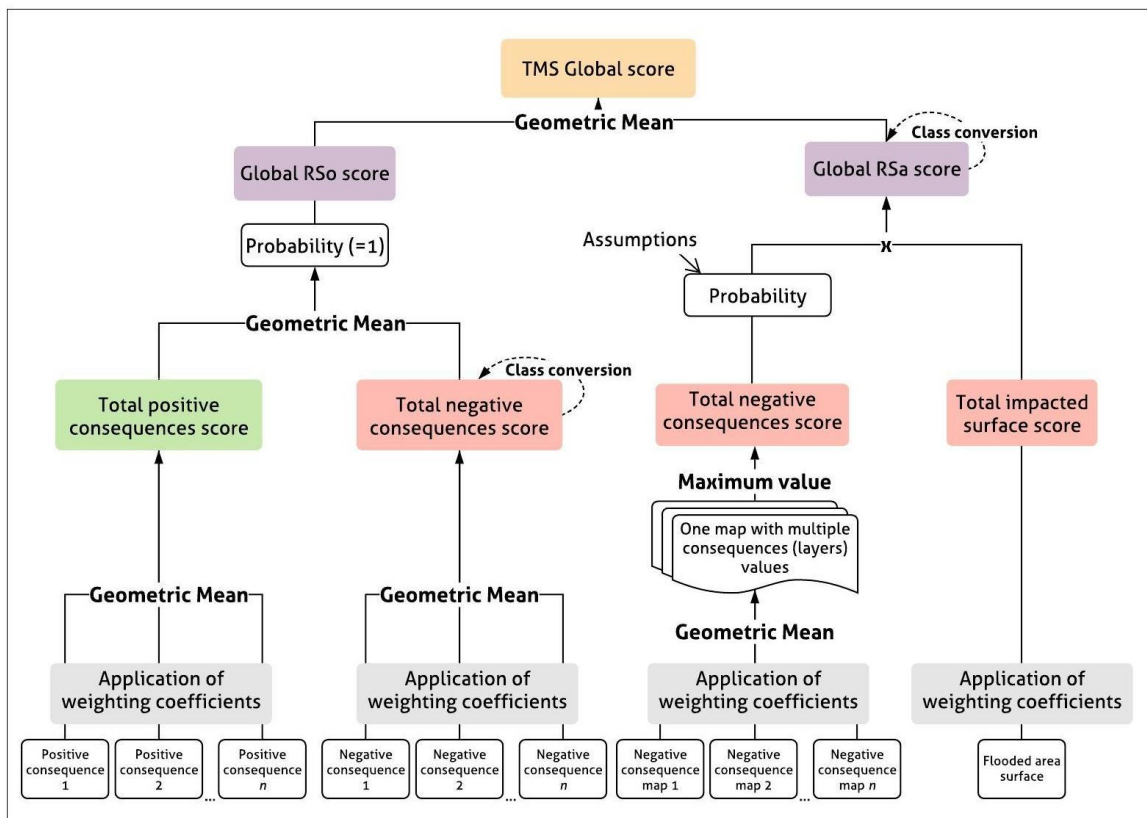 TMS Global score
Geometric Mean
Class conversion
Global RSo score
Global RSa score
Probability (=1)
Assumptions
x
Probability
Geometric Mean
Class conversion
Total positive
consequences score
Total negative
consequences score
Total negative
consequences score
Total impacted
surface score
Maximum value
One map with multiple
consequences (layers)
values
Geometric Mean
Geometric Mean
Geometric Mean
Application of
weighting coefficients
Application of
weighting coefficients
Application of
weighting coefficients
Application of
weighting coefficients
Positive
consequence
1
Positive
consequence
2
...
Positive
consequence
n
Negative
consequence
1
Negative
consequence
2
...
Negative
consequence
n
Negative
consequence
map 1
Negative
consequence
map 2
...
Negative
consequence
map n
Flooded area
surface